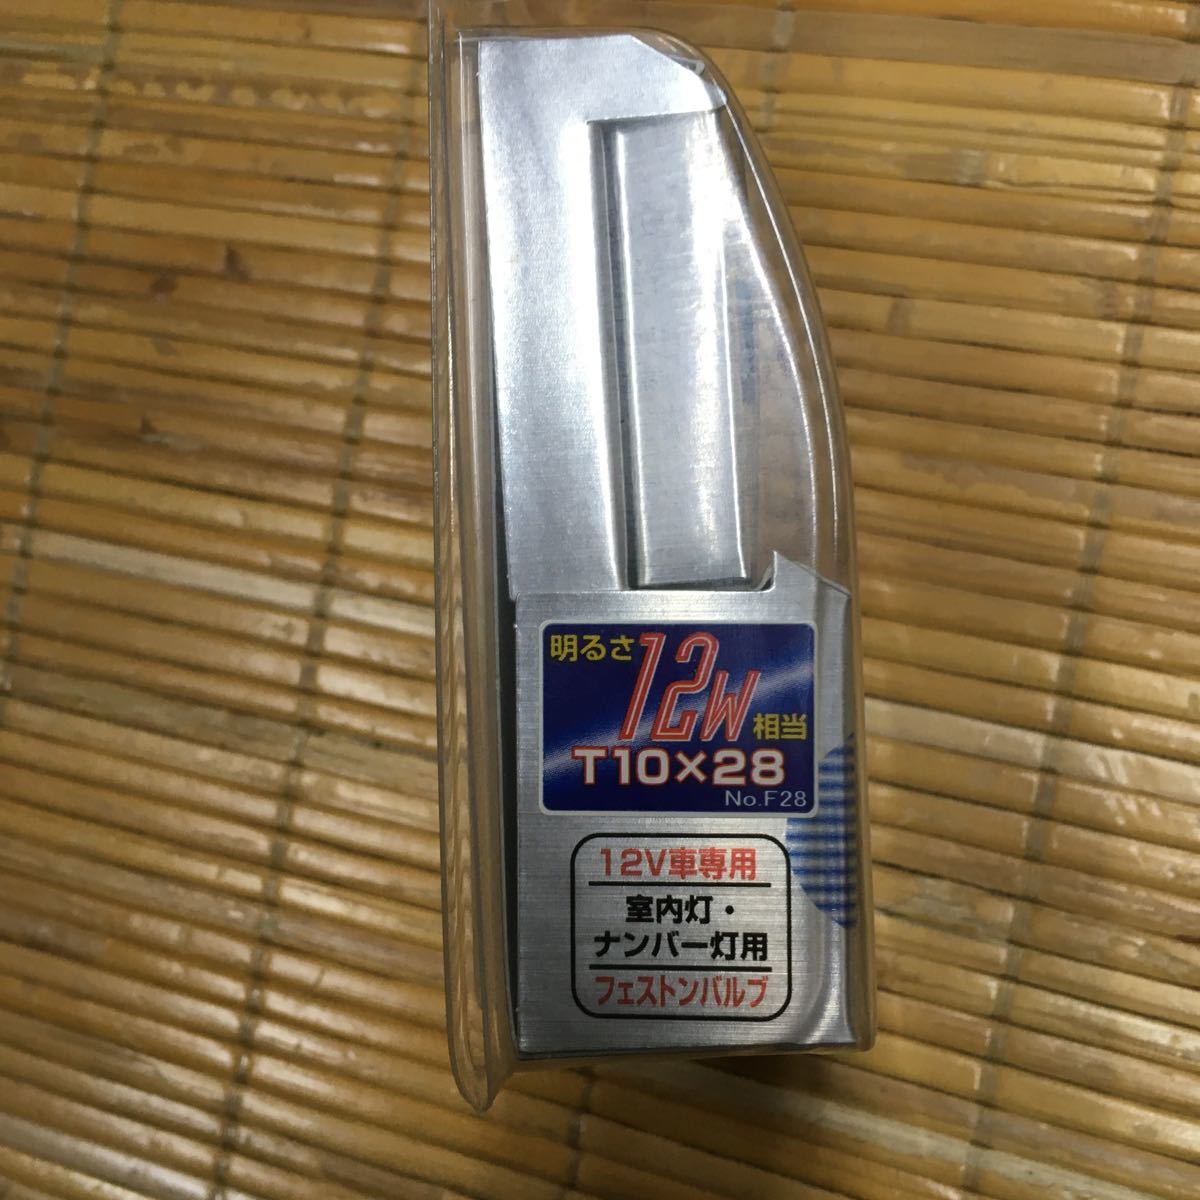 明るさ 12W 相当
T10×28
No.F28
12V車専用
室内灯・
ナンバー灯用
フェストンバルブ